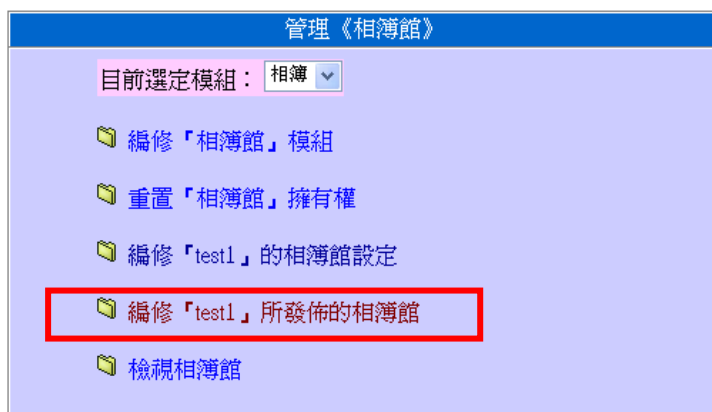 管理《相簿館》
目前選定模組： 相簿
編修『相簿館』模組
重置『相簿館』擁有權
編修『test1』的相簿館設定
編修『test1』所發佈的相簿館
檢視相簿館